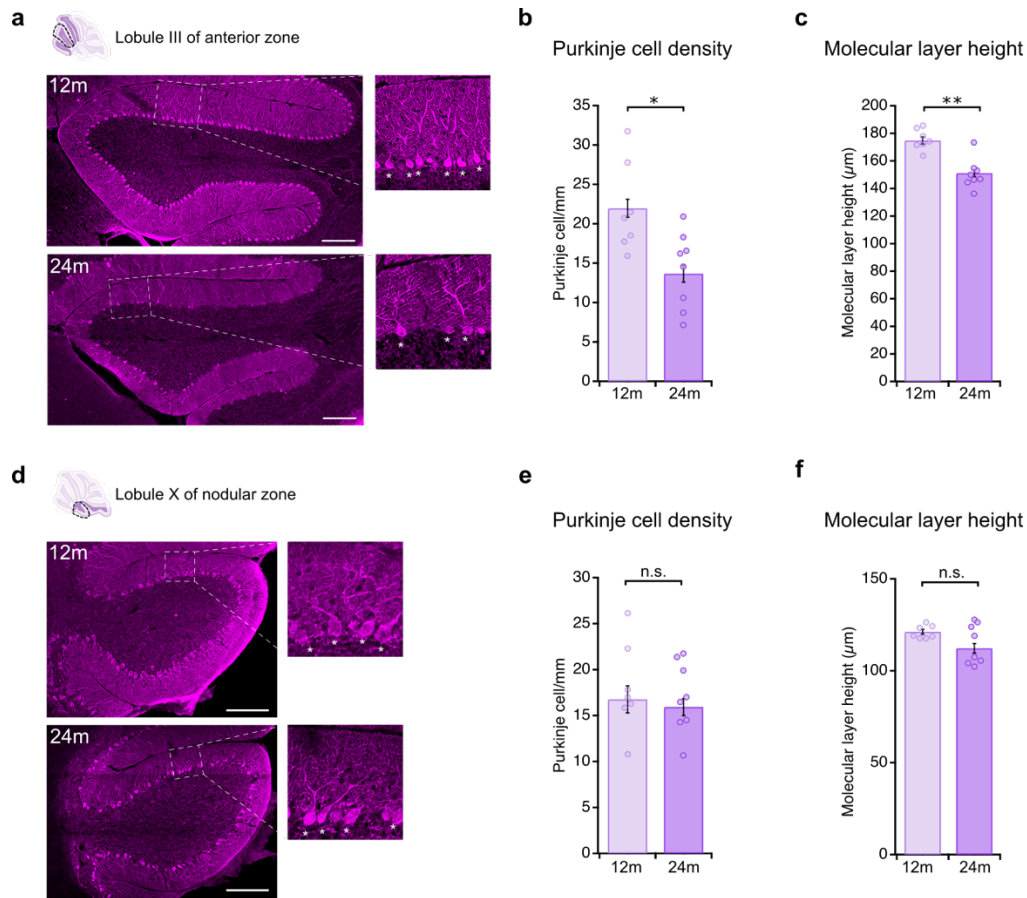 a
Lobule III of anterior zone
12m
* * * * * * *
24m
* * * *
b
Purkinje cell density
Purkinje cell/mm
35
30
25
20
15
10
5
0
*
12m 24m
c
Molecular layer height
Molecular layer height (µm)
200
180
160
140
120
100
80
60
40
20
0
**
12m 24m
d
Lobule X of nodular zone
12m
* * * *
24m
* * * * *
e
Purkinje cell density
Purkinje cell/mm
30
25
20
15
10
5
0
n.s.
12m 24m
f
Molecular layer height
Molecular layer height (µm)
150
100
50
0
n.s.
12m 24m